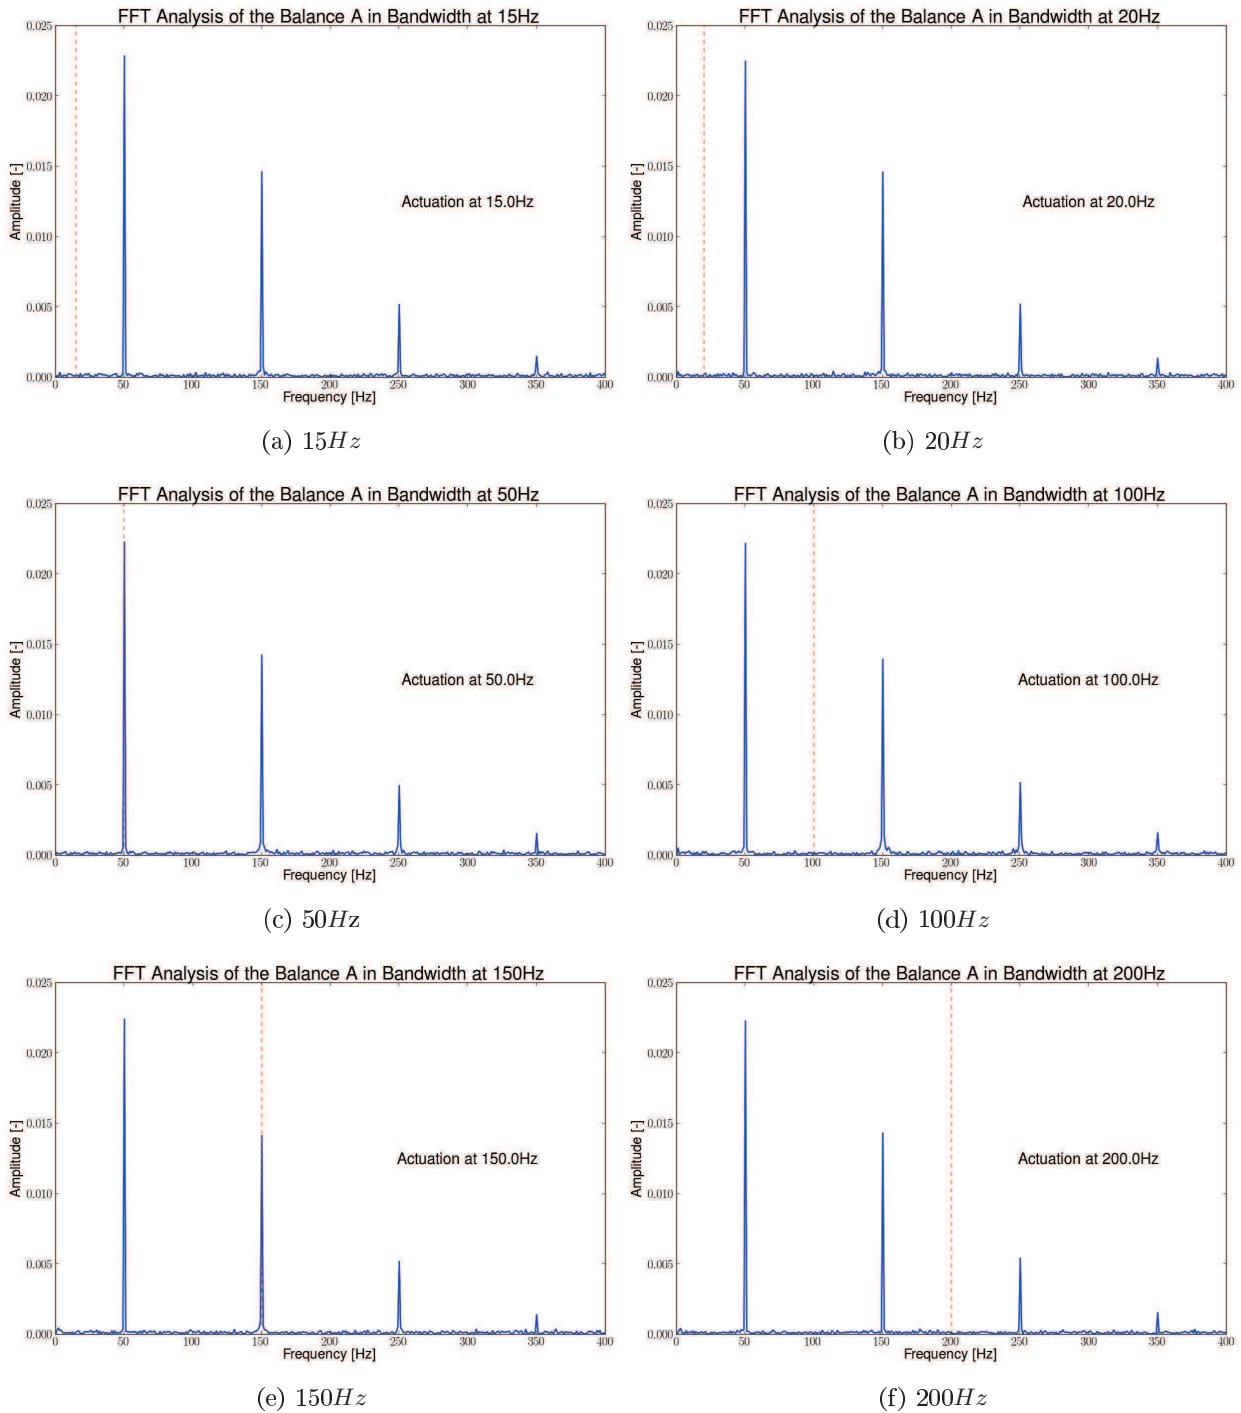 FFT Analysis of the Balance A in Bandwidth at 15Hz
0.025
0.020
0.015
0.010
0.005
0.000
Amplitude [-]
Actuation at 15.0Hz
0 50 100 150 200 250 300 350 400
Frequency [Hz]
(a) 15Hz
FFT Analysis of the Balance A in Bandwidth at 20Hz
0.025
0.020
0.015
0.010
0.005
0.000
Amplitude [-]
Actuation at 20.0Hz
0 50 100 150 200 250 300 350 400
Frequency [Hz]
(b) 20Hz
FFT Analysis of the Balance A in Bandwidth at 50Hz
0.025
0.020
0.015
0.010
0.005
0.000
Amplitude [-]
Actuation at 50.0Hz
0 50 100 150 200 250 300 350 400
Frequency [Hz]
(c) 50Hz
FFT Analysis of the Balance A in Bandwidth at 100Hz
0.025
0.020
0.015
0.010
0.005
0.000
Amplitude [-]
Actuation at 100.0Hz
0 50 100 150 200 250 300 350 400
Frequency [Hz]
(d) 100Hz
FFT Analysis of the Balance A in Bandwidth at 150Hz
0.025
0.020
0.015
0.010
0.005
0.000
Amplitude [-]
Actuation at 150.0Hz
0 50 100 150 200 250 300 350 400
Frequency [Hz]
(e) 150Hz
FFT Analysis of the Balance A in Bandwidth at 200Hz
0.025
0.020
0.015
0.010
0.005
0.000
Amplitude [-]
Actuation at 200.0Hz
0 50 100 150 200 250 300 350 400
Frequency [Hz]
(f) 200Hz